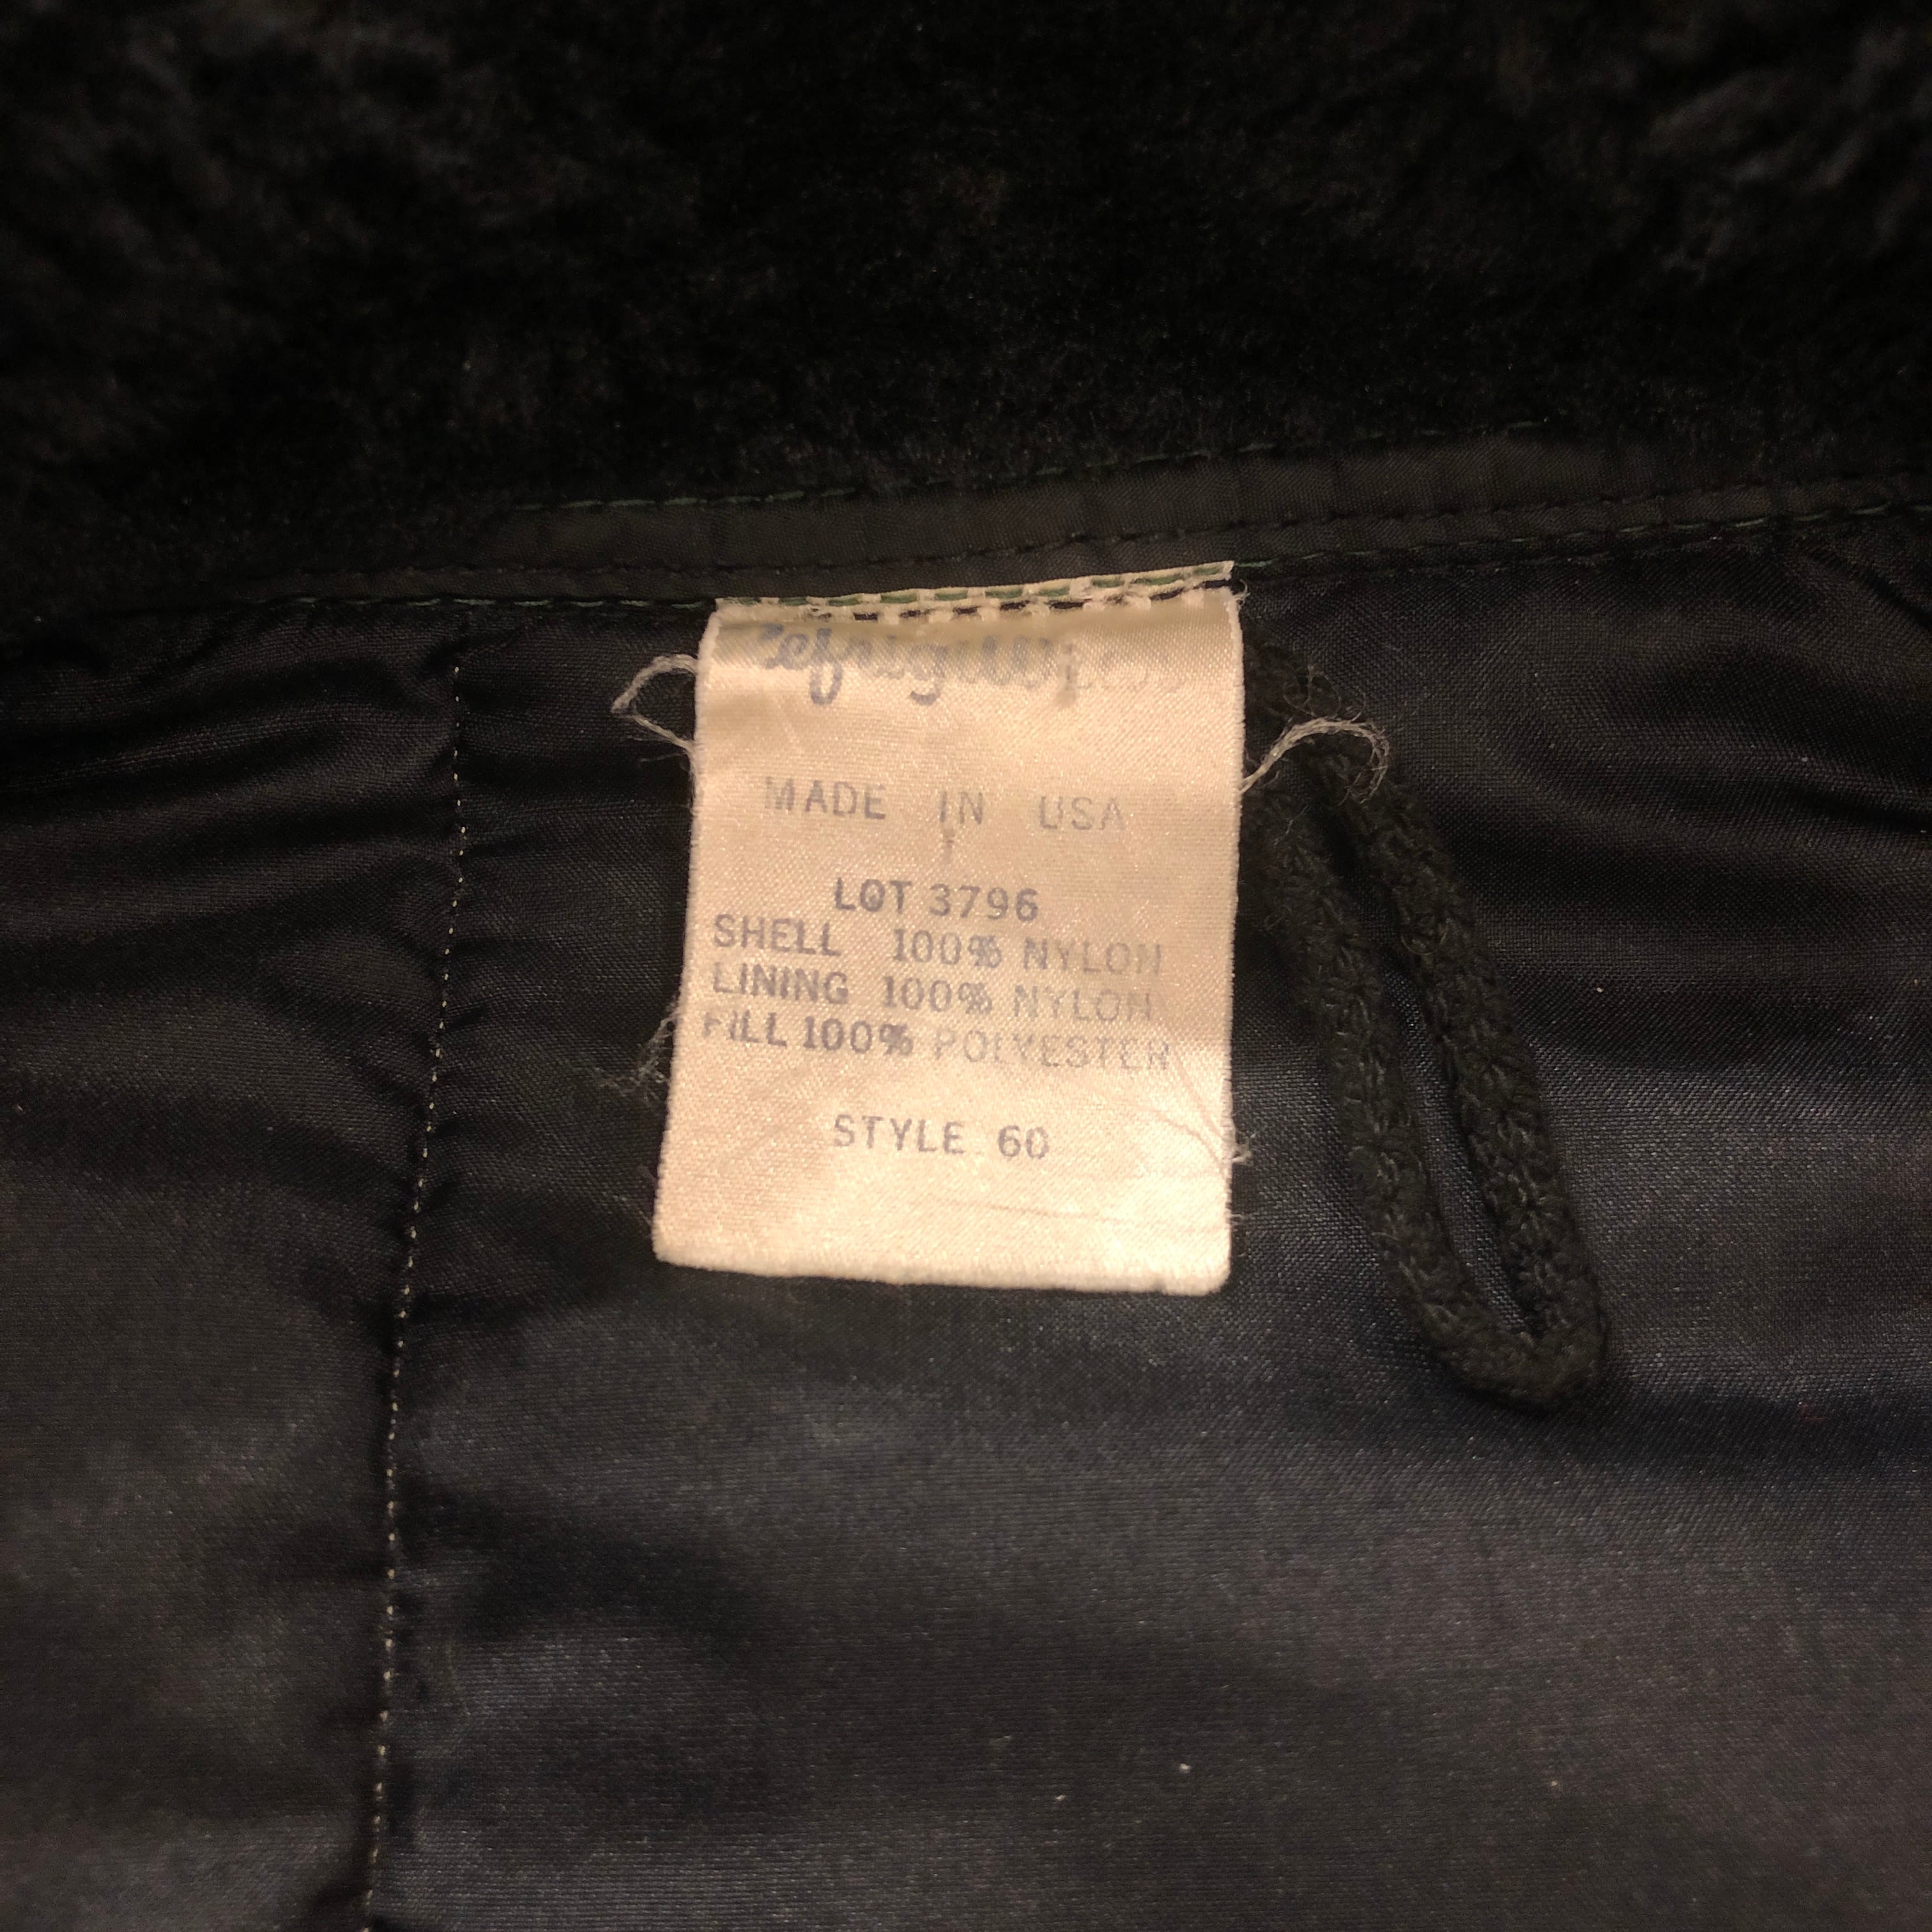 MADE IN USA
LOT 3796
SHELL 100% NYLON
LINING 100% NYLON
FILL 100% POLYESTER
STYLE 60